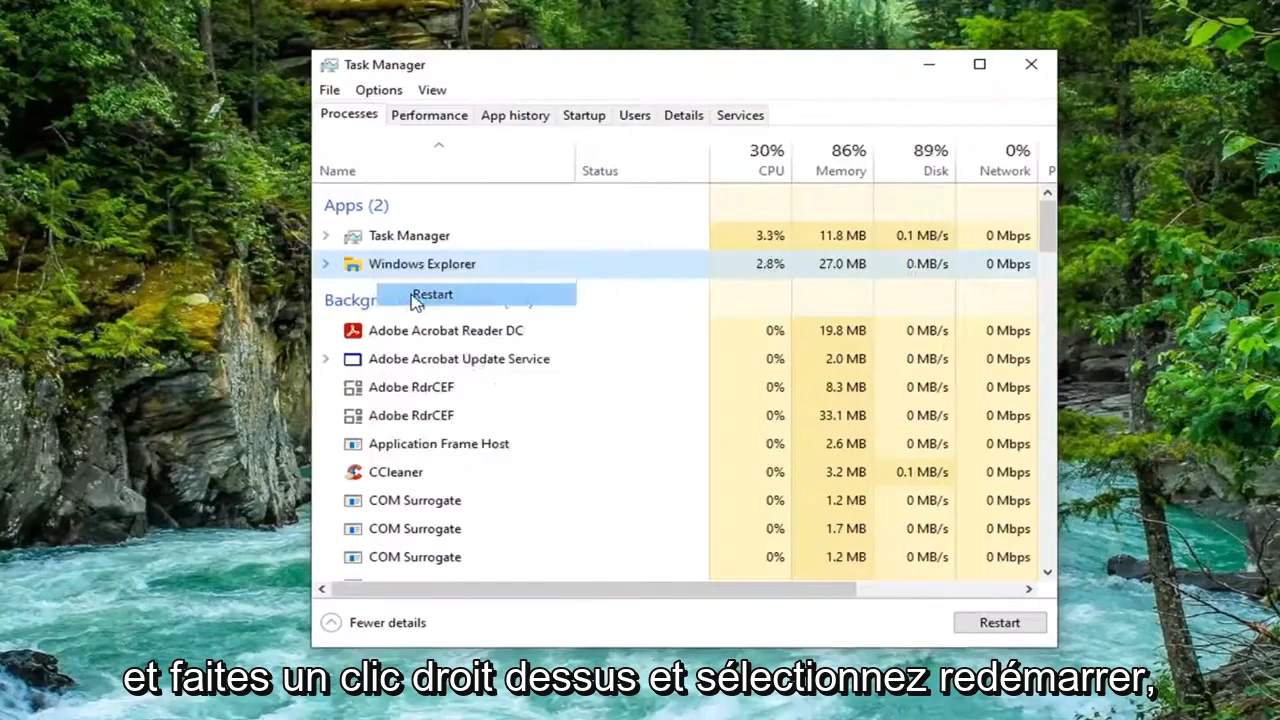 Task Manager
File Options View
Processes Performance App history Startup Users Details Services
30% 86% 89% 0%
Name Status CPU Memory Disk Network P
Apps (2)
Task Manager 3.3% 11.8 MB 0.1 MB/s 0 Mbps
Windows Explorer 2.8% 27.0 MB 0 MB/s 0 Mbps
Restart
Backgr
Adobe Acrobat Reader DC 0% 19.8 MB 0 MB/s 0 Mbps
Adobe Acrobat Update Service 0% 2.0 MB 0 MB/s 0 Mbps
Adobe RdrCEF 0% 8.3 MB 0 MB/s 0 Mbps
Adobe RdrCEF 0% 33.1 MB 0 MB/s 0 Mbps
Application Frame Host 0% 2.6 MB 0 MB/s 0 Mbps
CCleaner 0% 3.2 MB 0.1 MB/s 0 Mbps
COM Surrogate 0% 1.2 MB 0 MB/s 0 Mbps
COM Surrogate 0% 1.7 MB 0 MB/s 0 Mbps
COM Surrogate 0% 1.2 MB 0 MB/s 0 Mbps
Fewer details Restart
et faites un clic droit dessus et sélectionnez redémarrer,